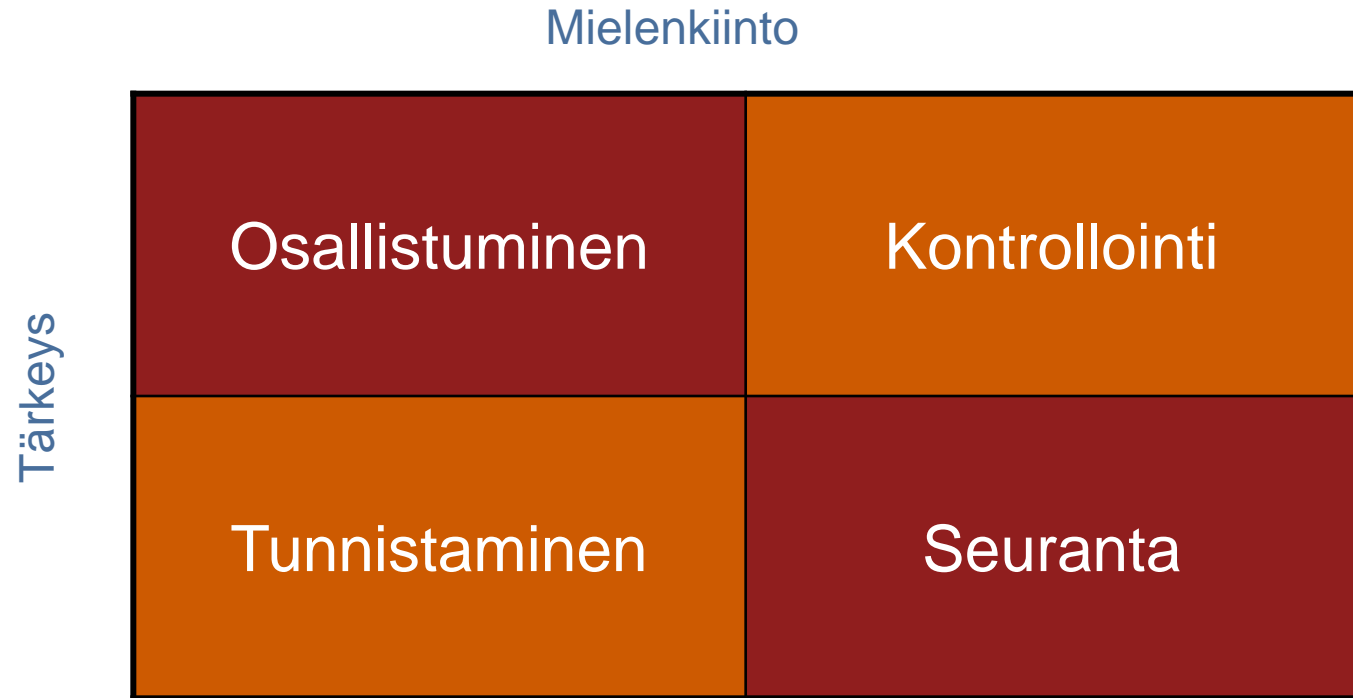 Mielenkiinto
Osallistuminen
Kontrollointi
Tärkeys
Tunnistaminen
Seuranta